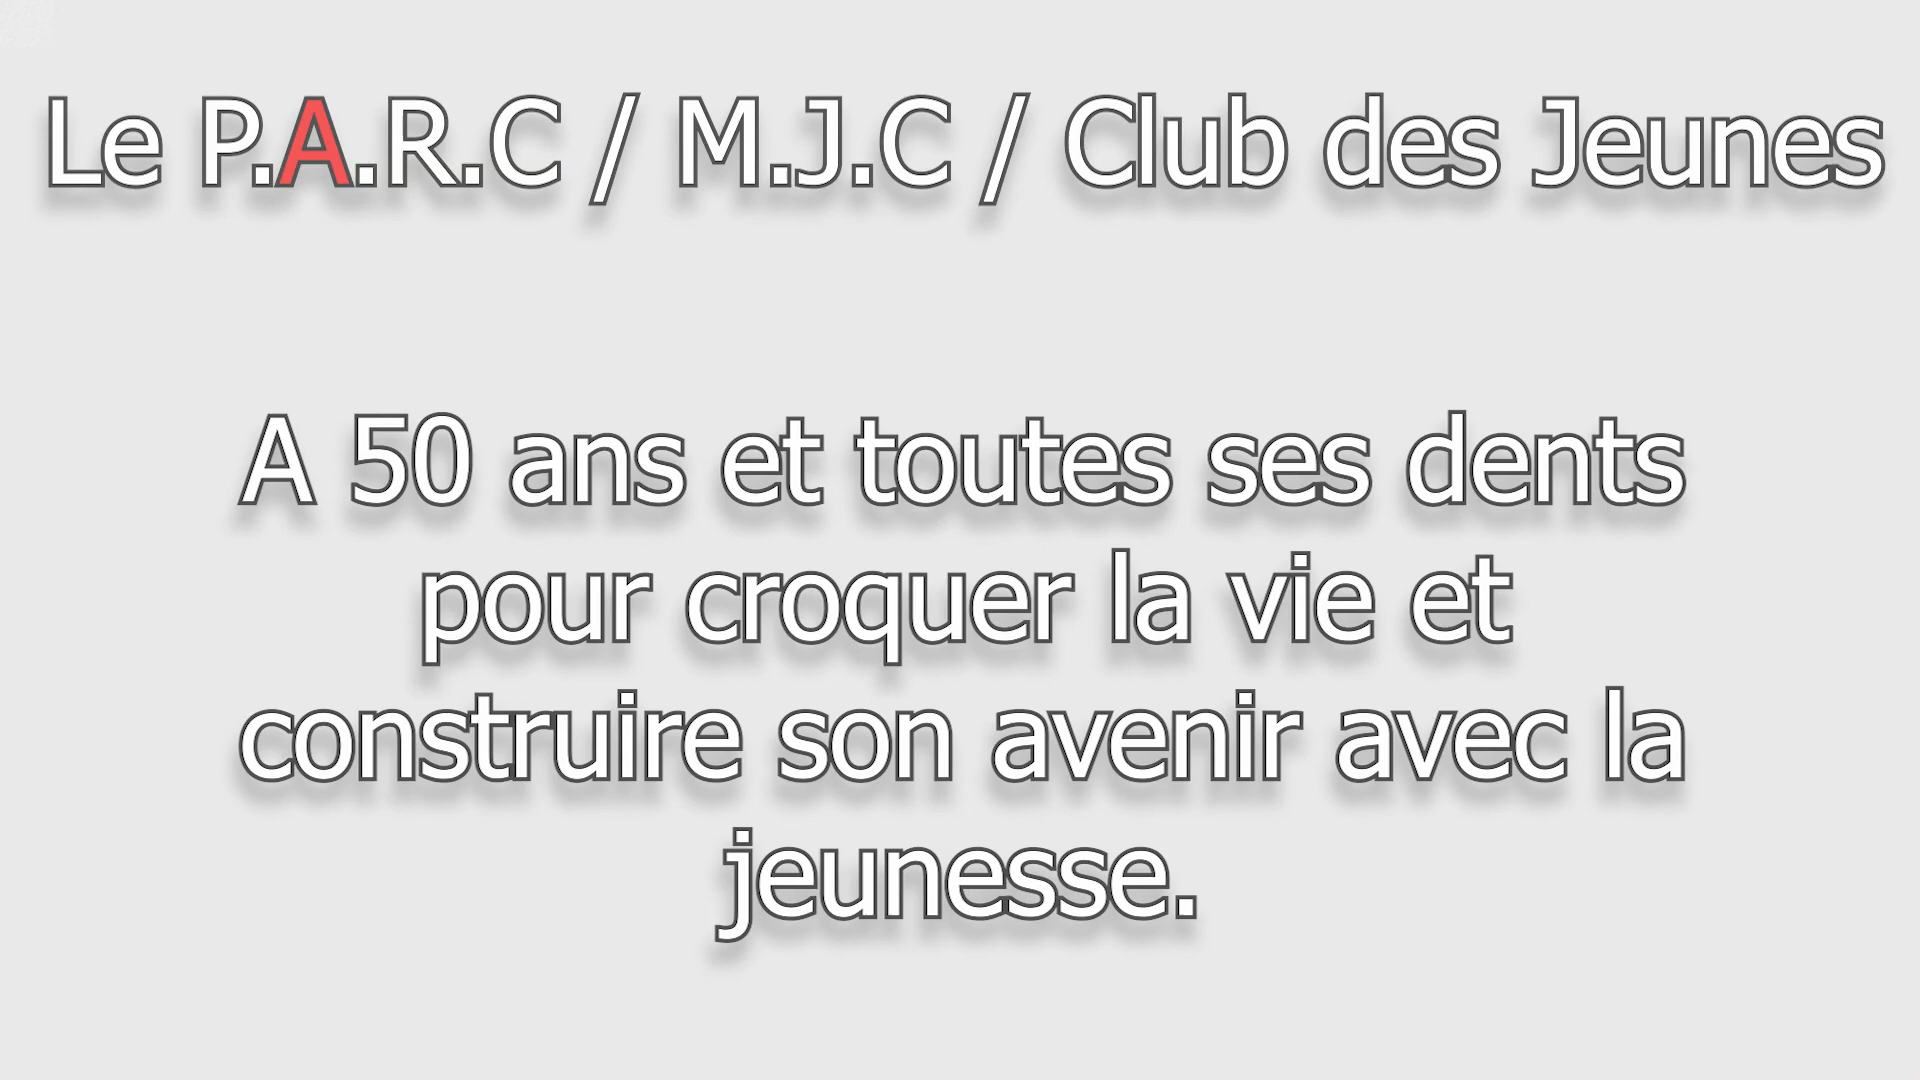 Le P.A.R.C / M.J.C / Club des Jeunes
A 50 ans et toutes ses dents
pour croquer la vie et
construire son avenir avec la
jeunesse.